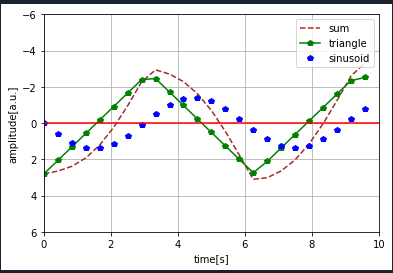 −6
−4
−2
0
2
4
6
amplitude[a.u.]
sum
triangle
sinusoid
0 2 4 6 8 10
time[s]